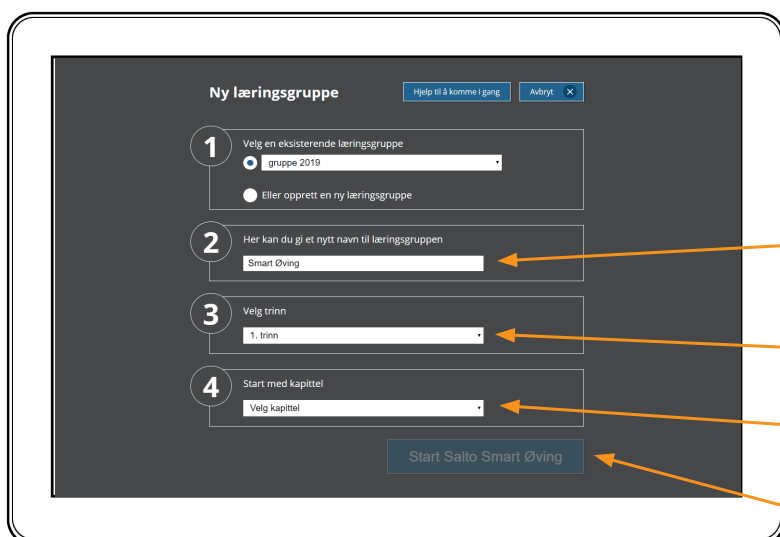 Ny læringsgruppe
Hjelp til å komme i gang
Avbryt
1
Velg en eksisterende læringsgruppe
gruppe 2019
Eller opprett en ny læringsgruppe
2
Her kan du gi et nytt navn til læringsgruppen
Smart Øving
3
Velg trinn
1. trinn
4
Start med kapittel
Velg kapittel
Start Salto Smart Øving